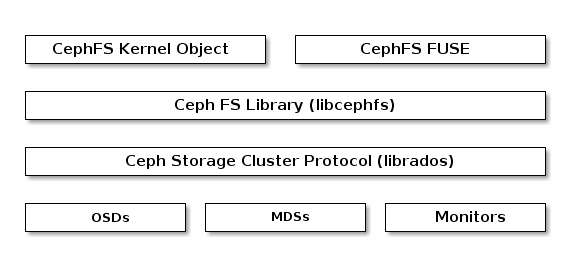 CephFS Kernel Object
CephFS FUSE
Ceph FS Library (libcephfs)
Ceph Storage Cluster Protocol (librados)
OSDs
MDSs
Monitors